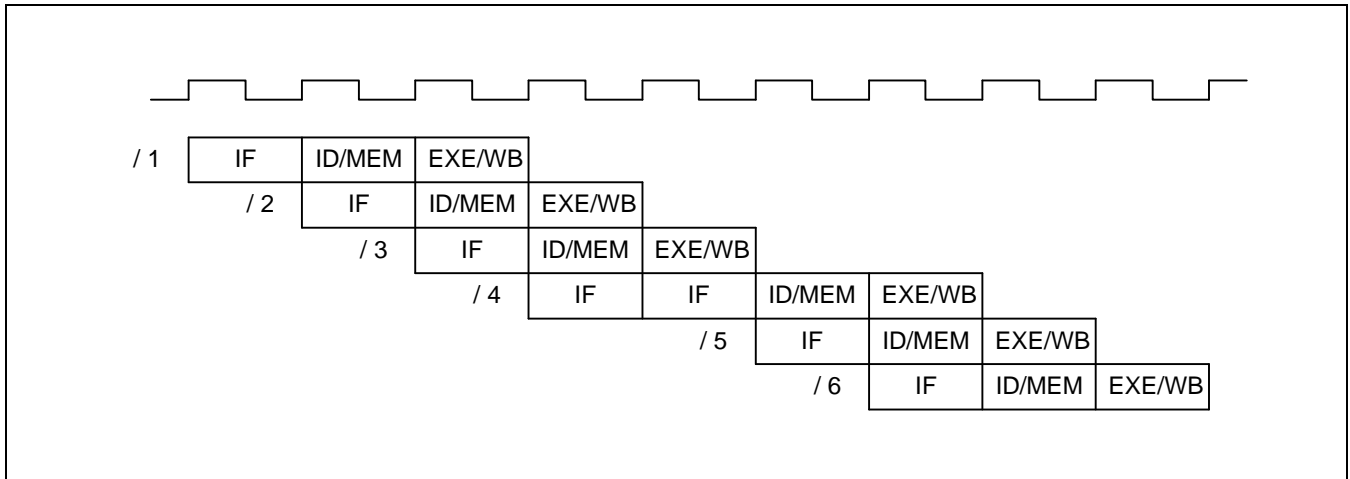 / 1 IF ID/MEM EXE/WB
/ 2 IF ID/MEM EXE/WB
/ 3 IF ID/MEM EXE/WB
/ 4 IF IF ID/MEM EXE/WB
/ 5 IF ID/MEM EXE/WB
/ 6 IF ID/MEM EXE/WB